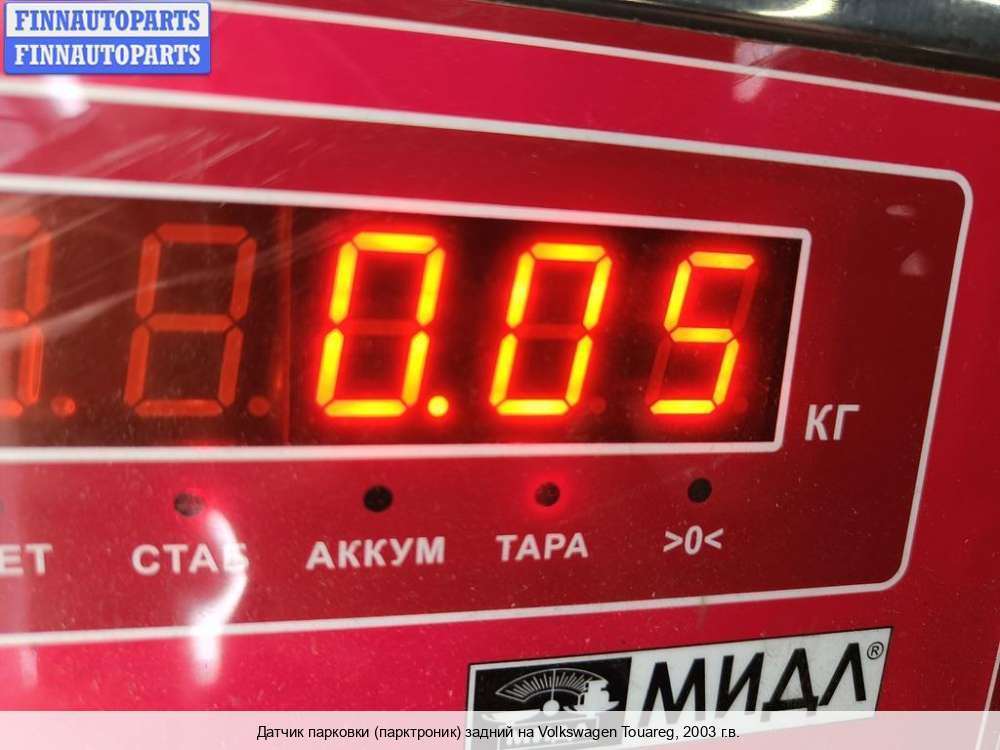 FINNAUTOPARTS
FINNAUTOPARTS
0.05
КГ
СТАБ АККУМ ТАРА >0<
МИДЛ®
Датчик парковки (парктроник) задний на Volkswagen Touareg, 2003 г.в.